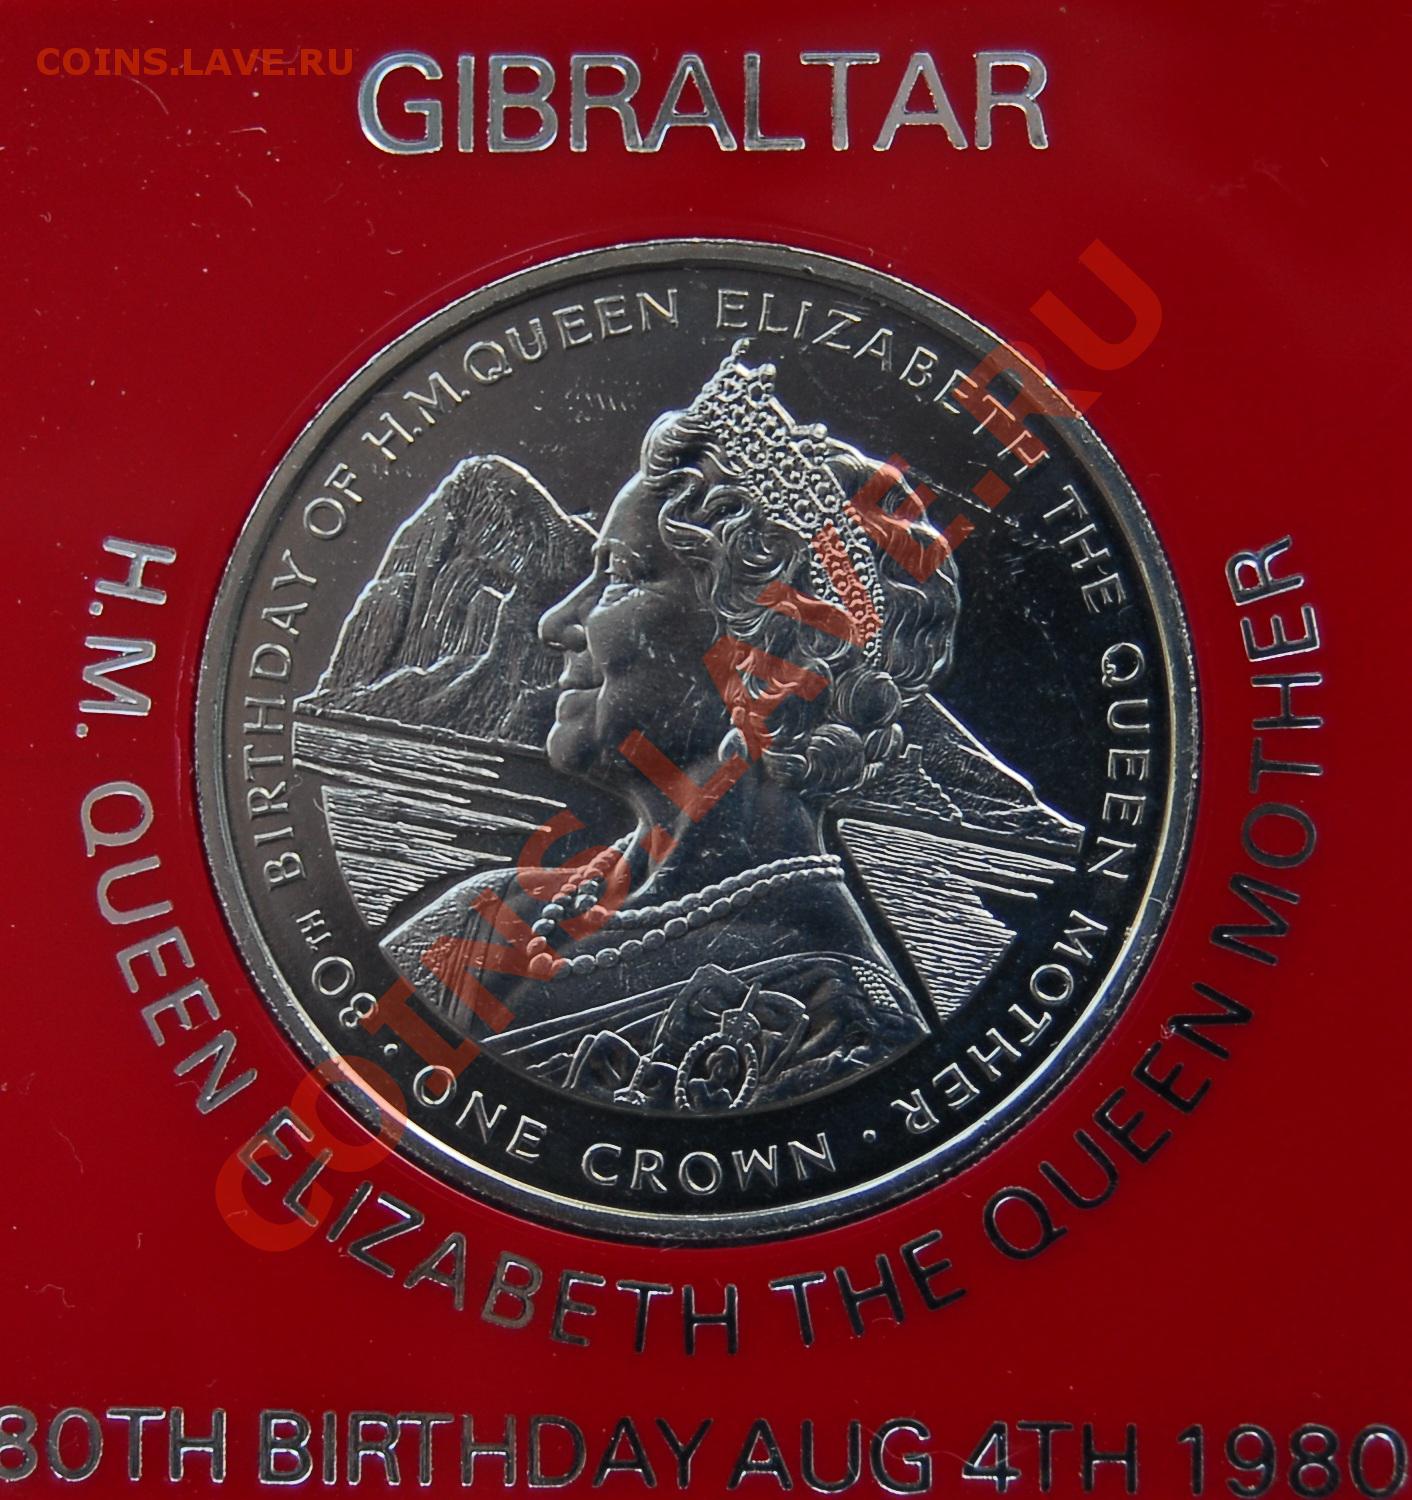 COINS.LAVE.RU
GIBRALTAR
80TH BIRTHDAY OF H.M. QUEEN ELIZABETH THE QUEEN MOTHER
· ONE CROWN ·
COINS.LAVE.RU
H.M. QUEEN ELIZABETH THE QUEEN MOTHER
80TH BIRTHDAY AUG 4TH 1980